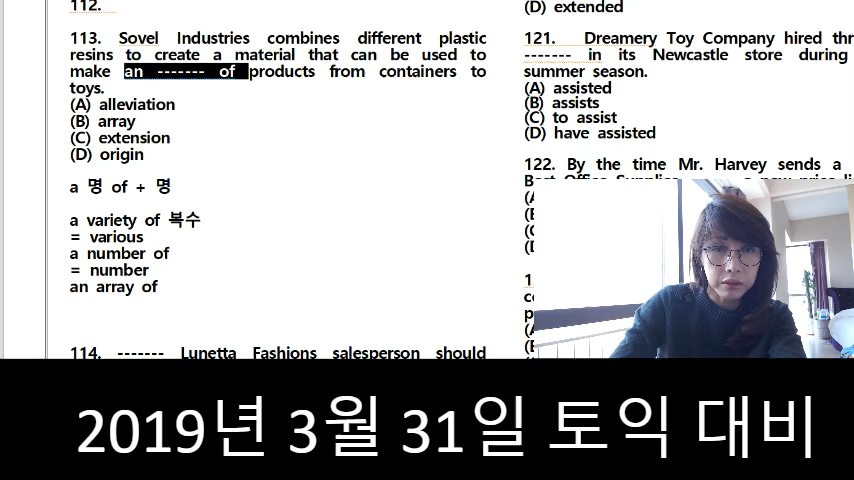 112.
113. Sovel Industries combines different plastic
resins to create a material that can be used to
make an ------- of products from containers to
toys.
(A) alleviation
(B) array
(C) extension
(D) origin
a 명 of + 명
a variety of 복수
= various
a number of
= number
an array of
114. ------- Lunetta Fashions salesperson should
(D) extended
121. Dreamery Toy Company hired
------- in its Newcastle store during
summer season.
(A) assisted
(B) assists
(C) to assist
(D) have assisted
122. By the time Mr. Harvey sends a
2019년 3월 31일 토익 대비